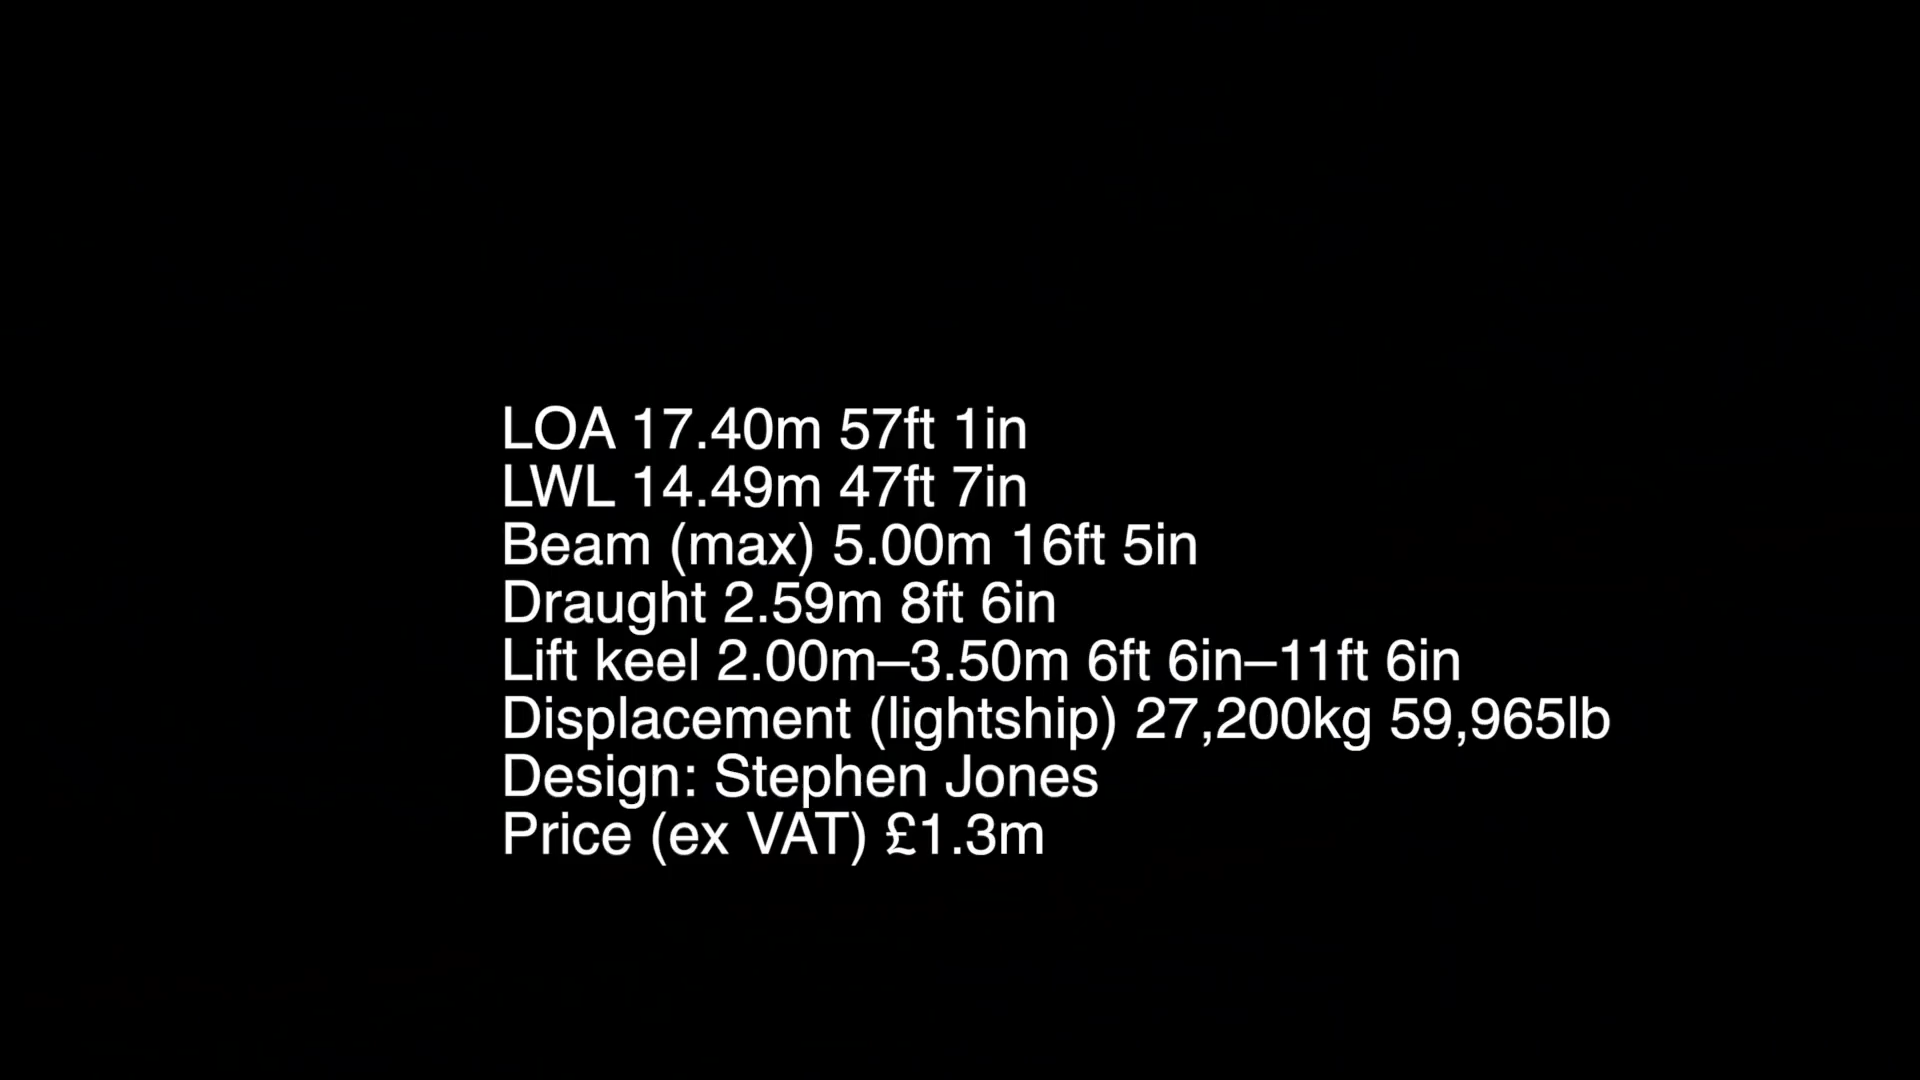 LOA 17.40m 57ft 1in
LWL 14.49m 47ft 7in
Beam (max) 5.00m 16ft 5in
Draught 2.59m 8ft 6in
Lift keel 2.00m–3.50m 6ft 6in–11ft 6in
Displacement (lightship) 27,200kg 59,965lb
Design: Stephen Jones
Price (ex VAT) £1.3m